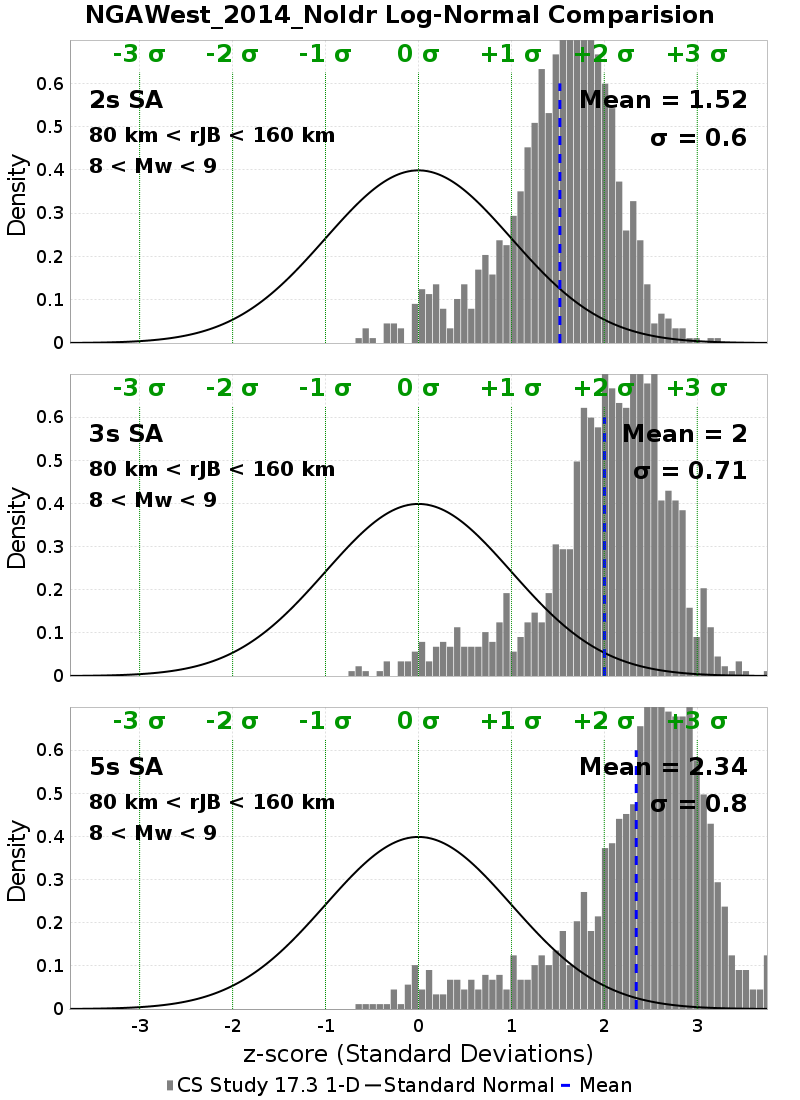 NGAWest_2014_NoIdr Log-Normal Comparision
-3 σ -2 σ -1 σ 0 σ +1 σ +2 σ +3 σ
0.6
2s SA Mean = 1.52
0.5
80 km < rJB < 160 km σ = 0.6
8 < Mw < 9
0.4
Density
0.3
0.2
0.1
0
-3 σ -2 σ -1 σ 0 σ +1 σ +2 σ +3 σ
0.6
3s SA Mean = 2
0.5
80 km < rJB < 160 km σ = 0.71
8 < Mw < 9
0.4
Density
0.3
0.2
0.1
0
-3 σ -2 σ -1 σ 0 σ +1 σ +2 σ +3 σ
0.6
5s SA Mean = 2.34
0.5
80 km < rJB < 160 km σ = 0.8
8 < Mw < 9
0.4
Density
0.3
0.2
0.1
0
-3 -2 -1 0 1 2 3
z-score (Standard Deviations)
CS Study 17.3 1-D Standard Normal Mean